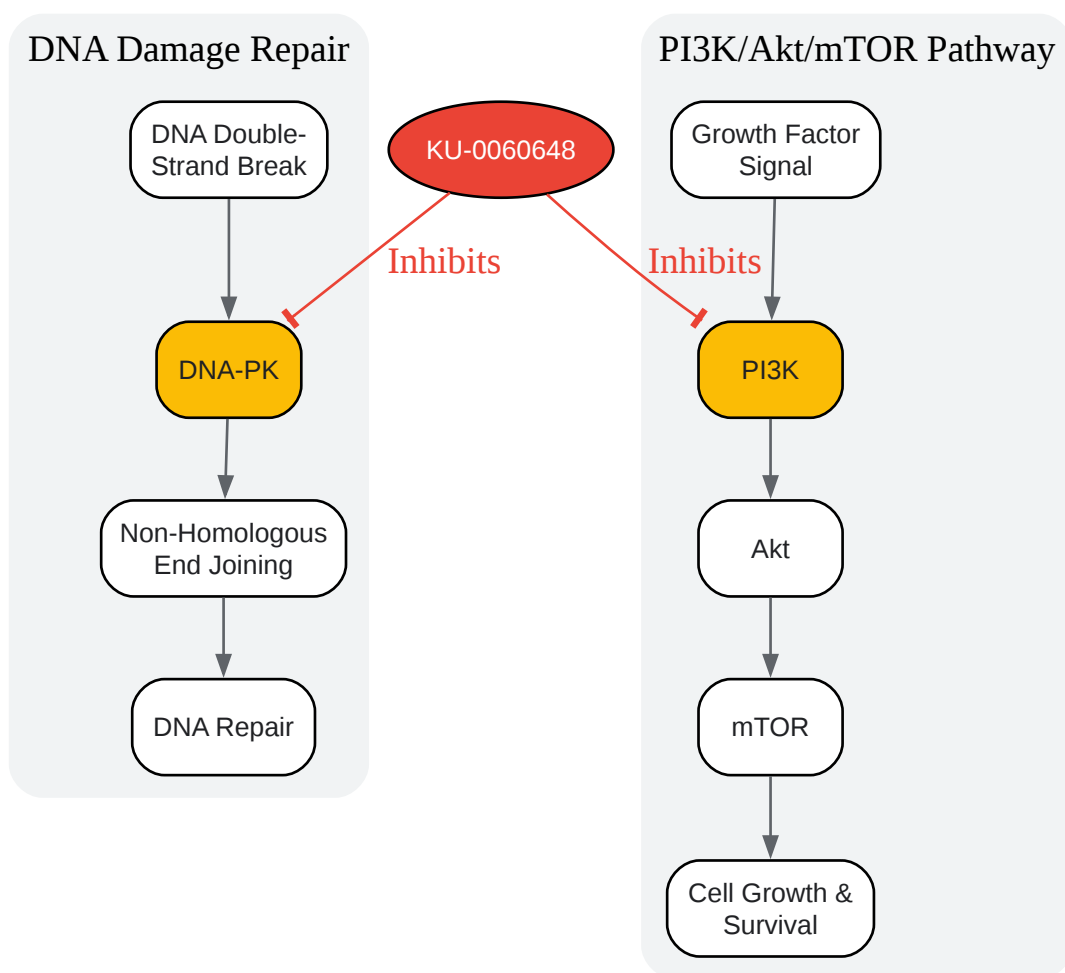 DNA Damage Repair
DNA Double-
Strand Break
DNA-PK
Non-Homologous
End Joining
DNA Repair
KU-0060648
Inhibits
Inhibits
PI3K/Akt/mTOR Pathway
Growth Factor
Signal
PI3K
Akt
mTOR
Cell Growth &
Survival